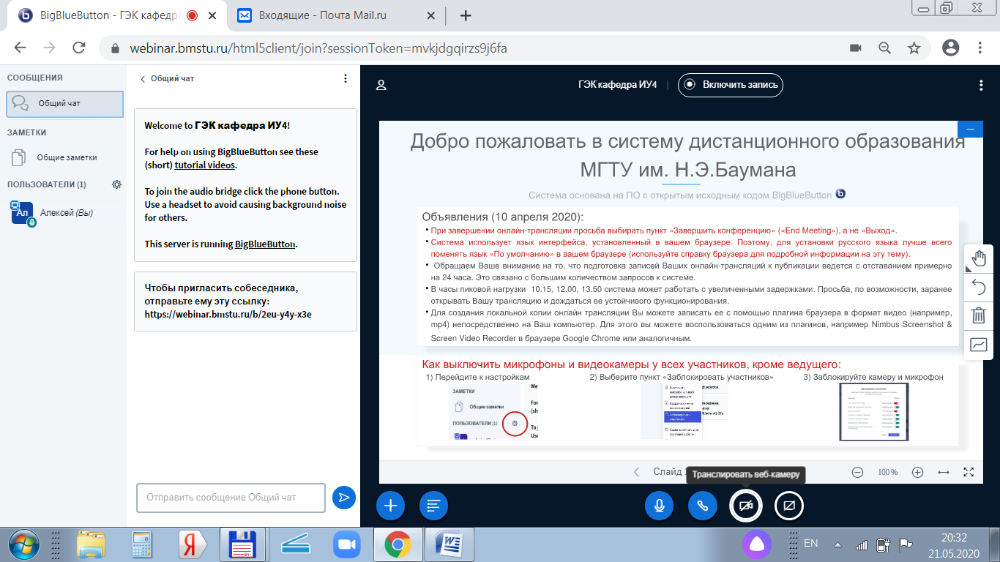 BigBlueButton - ГЭК кафедра
Входящие - Почта Mail.ru
webinar.bmstu.ru/html5client/join?sessionToken=mvkjdgqirzs9j6fa
СООБЩЕНИЯ
Общий чат
ЗАМЕТКИ
Общие заметки
ПОЛЬЗОВАТЕЛИ (1)
Ал
Алексей (Вы)
Общий чат
Welcome to ГЭК кафедра ИУ4!
For help on using BigBlueButton see these
(short) tutorial videos.
To join the audio bridge click the phone button.
Use a headset to avoid causing background noise
for others.
This server is running BigBlueButton.
Чтобы пригласить собеседника,
отправьте ему эту ссылку:
https://webinar.bmstu.ru/b/2eu-y4y-x3e
Отправить сообщение Общий чат
ГЭК кафедра ИУ4
Включить запись
Добро пожаловать в систему дистанционного образования
МГТУ им. Н.Э.Баумана
Система основана на ПО с открытым исходным кодом BigBlueButton
Объявления (10 апреля 2020):
• При завершении онлайн-трансляции просьба выбирать пункт «Завершить конференцию» («End Meeting»), а не «Выход».
• Система использует язык интерфейса, установленный в вашем браузере. Поэтому, для установки русского языка лучше всего
поменять язык «По умолчанию» в вашем браузере (используйте справку браузера для подробной информации на эту тему).
• Обращаем Ваше внимание на то, что подготовка записей Ваших онлайн-трансляций к публикации ведется с отставанием примерно
на 24 часа. Это связано с большим количеством запросов к системе.
• В часы пиковой нагрузки 10.15, 12.00, 13.50 система может работать с увеличенными задержками. Просьба, по возможности, заранее
открывать Вашу трансляцию и дождаться ее устойчивого функционирования.
• Для создания локальной копии онлайн трансляции Вы можете записать ее с помощью плагина браузера в формат видео (например,
mp4) непосредственно на Ваш компьютер. Для этого вы можете воспользоваться одним из плагинов, например Nimbus Screenshot &
Screen Video Recorder в браузере Google Chrome или аналогичным.
Как выключить микрофоны и видеокамеры у всех участников, кроме ведущего:
1) Перейдите к настройкам
2) Выберите пункт «Заблокировать участников»
3) Заблокируйте камеру и микрофон
ЗАМЕТКИ
Общие заметки
ПОЛЬЗОВАТЕЛИ (1)
We
For
(sh
To
Use
Слайд
Транслировать веб-камеру
100 %
EN
20:32
21.05.2020